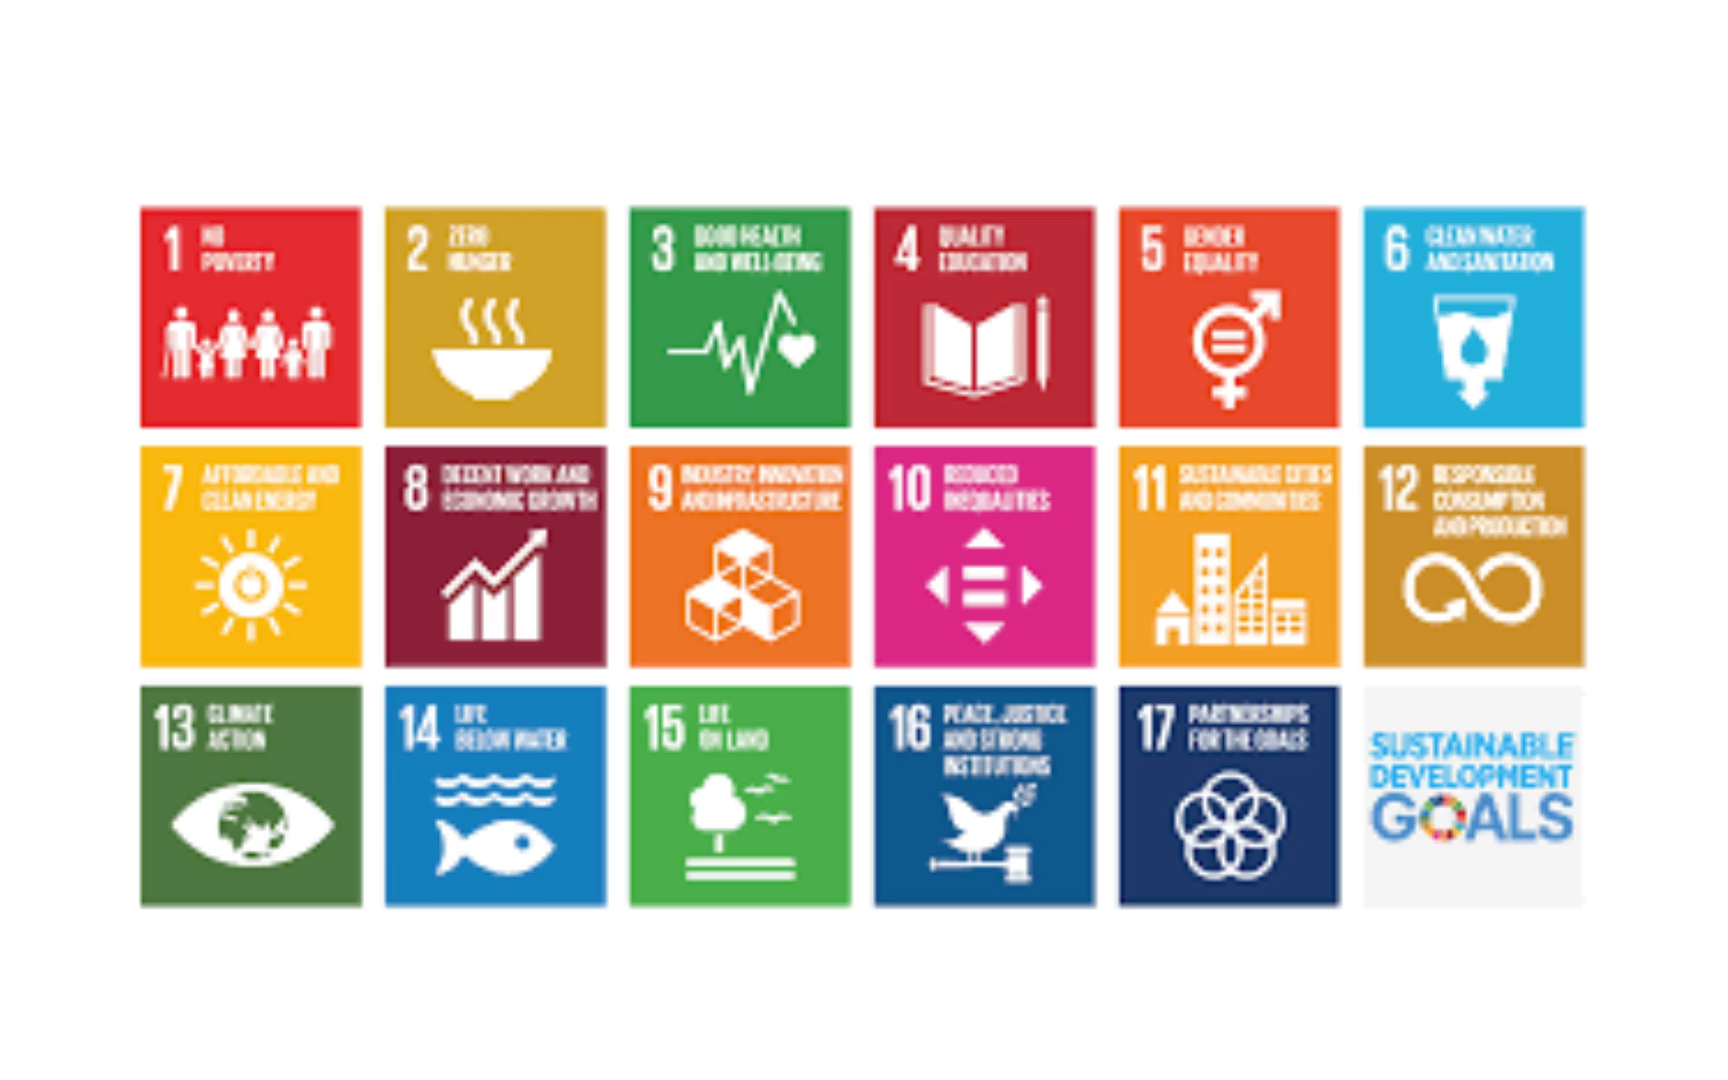 1 NO
POVERTY
2 ZERO
HUNGER
3 GOOD HEALTH
AND WELL-BEING
4 QUALITY
EDUCATION
5 GENDER
EQUALITY
6 CLEAN WATER
AND SANITATION
7 AFFORDABLE AND
CLEAN ENERGY
8 DECENT WORK AND
ECONOMIC GROWTH
9 INDUSTRY, INNOVATION
AND INFRASTRUCTURE
10 REDUCED
INEQUALITIES
11 SUSTAINABLE CITIES
AND COMMUNITIES
12 RESPONSIBLE
CONSUMPTION
AND PRODUCTION
13 CLIMATE
ACTION
14 LIFE
BELOW WATER
15 LIFE
ON LAND
16 PEACE, JUSTICE
AND STRONG
INSTITUTIONS
17 PARTNERSHIPS
FOR THE GOALS
SUSTAINABLE
DEVELOPMENT
GOALS